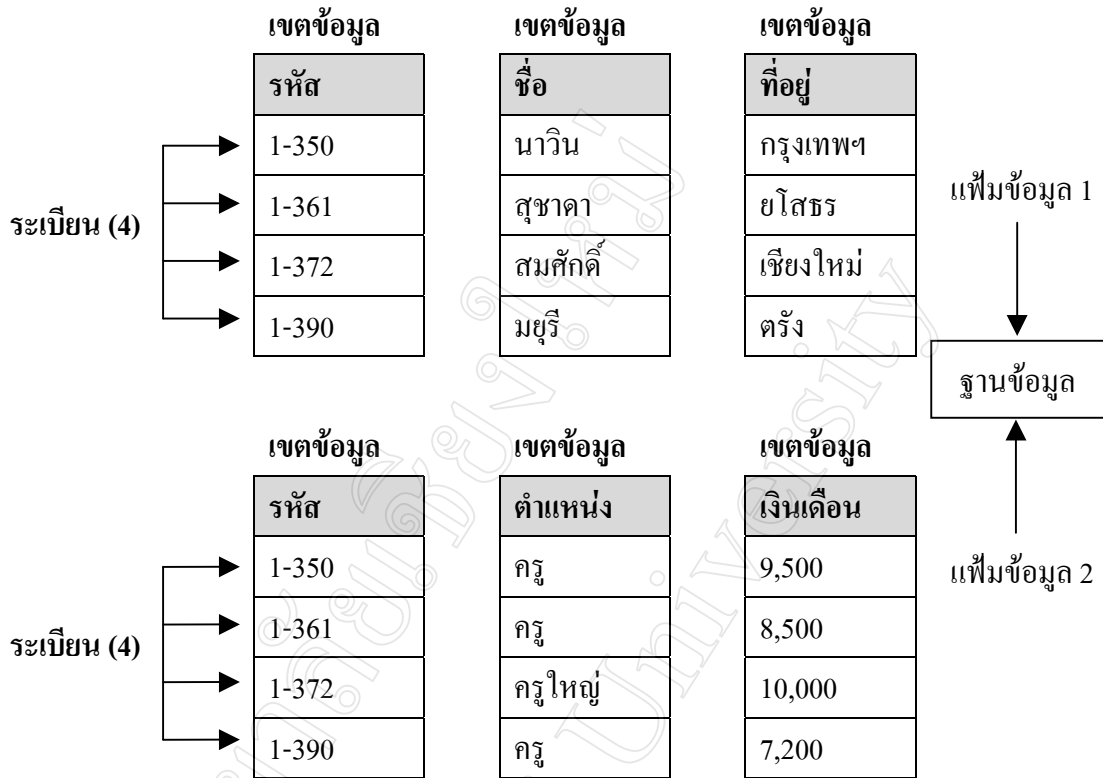 เขตข้อมูล เขตข้อมูล เขตข้อมูล
รหัส ชื่อ ที่อยู่
1-350 นาวิน กรุงเทพฯ
แฟ้มข้อมูล 1
1-361 สุชาดา ยโสธร
ระเบียน (4)
1-372 สมศักดิ์ เชียงใหม่
1-390 มยุรี ตรัง
ฐานข้อมูล
เขตข้อมูล เขตข้อมูล เขตข้อมูล
รหัส ตำแหน่ง เงินเดือน
1-350 ครู 9,500
แฟ้มข้อมูล 2
1-361 ครู 8,500
ระเบียน (4)
1-372 ครูใหญ่ 10,000
1-390 ครู 7,200
University